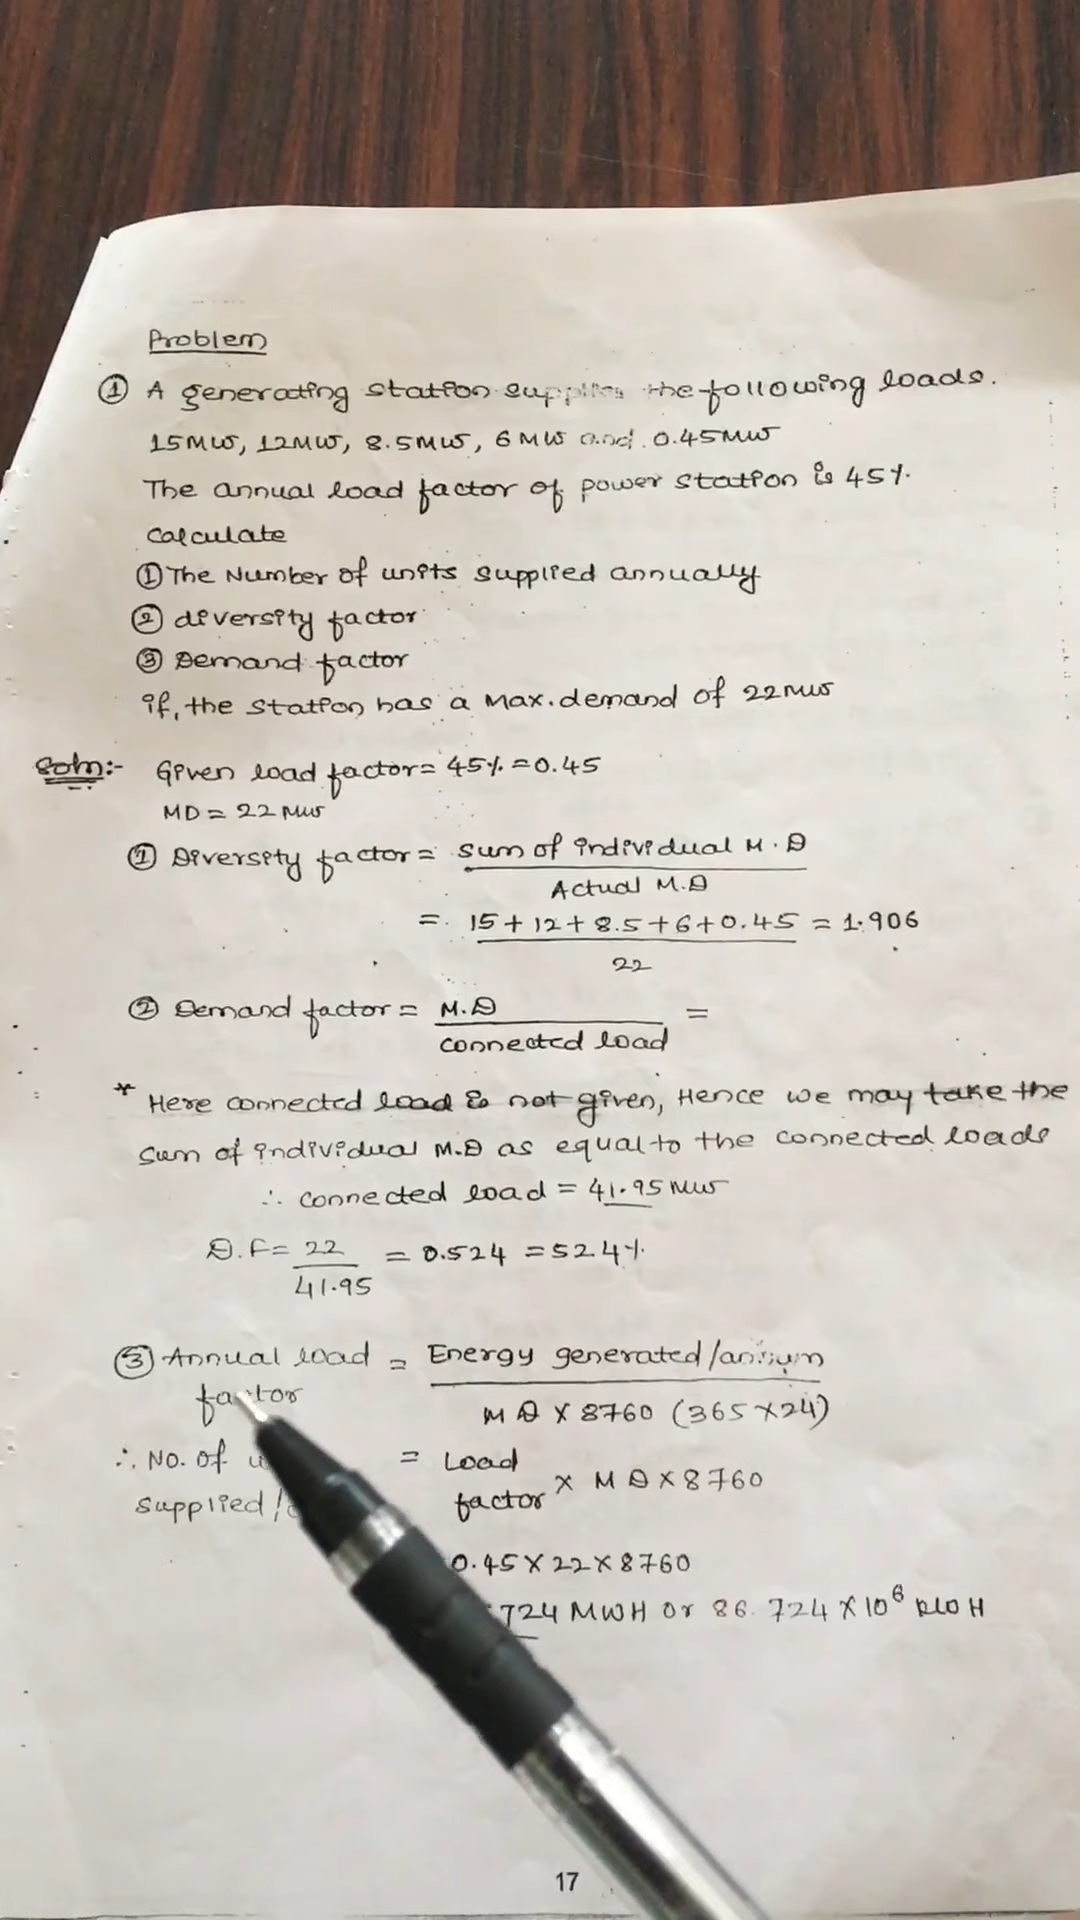 Problem
① A generating station supplies the following loads.
15MW, 12MW, 8.5MW, 6 MW and 0.45MW
The annual load factor of power station is 45%.
Calculate
① The Number of units supplied annually
② diversity factor
③ Demand factor
if, the station has a Max. demand of 22MW
Soln:- Given load factor = 45% = 0.45
MD = 22 MW
① Diversity factor = Sum of individual M.D
Actual M.D
= 15+12+8.5+6+0.45 = 1.906
22
② Demand factor = M.D =
connected load
* Here connected load is not given, Hence we may take the
sum of individual M.D as equal to the connected loads
∴ connected load = 41.95 MW
D.F = 22 = 0.524 = 524%
41.95
③ Annual load = Energy generated/annum
factor MD × 8760 (365×24)
∴ No. of = Load
supplied/ factor × MD×8760
0.45×22×8760
724 MWH or 86.724×10⁶ KWH
17